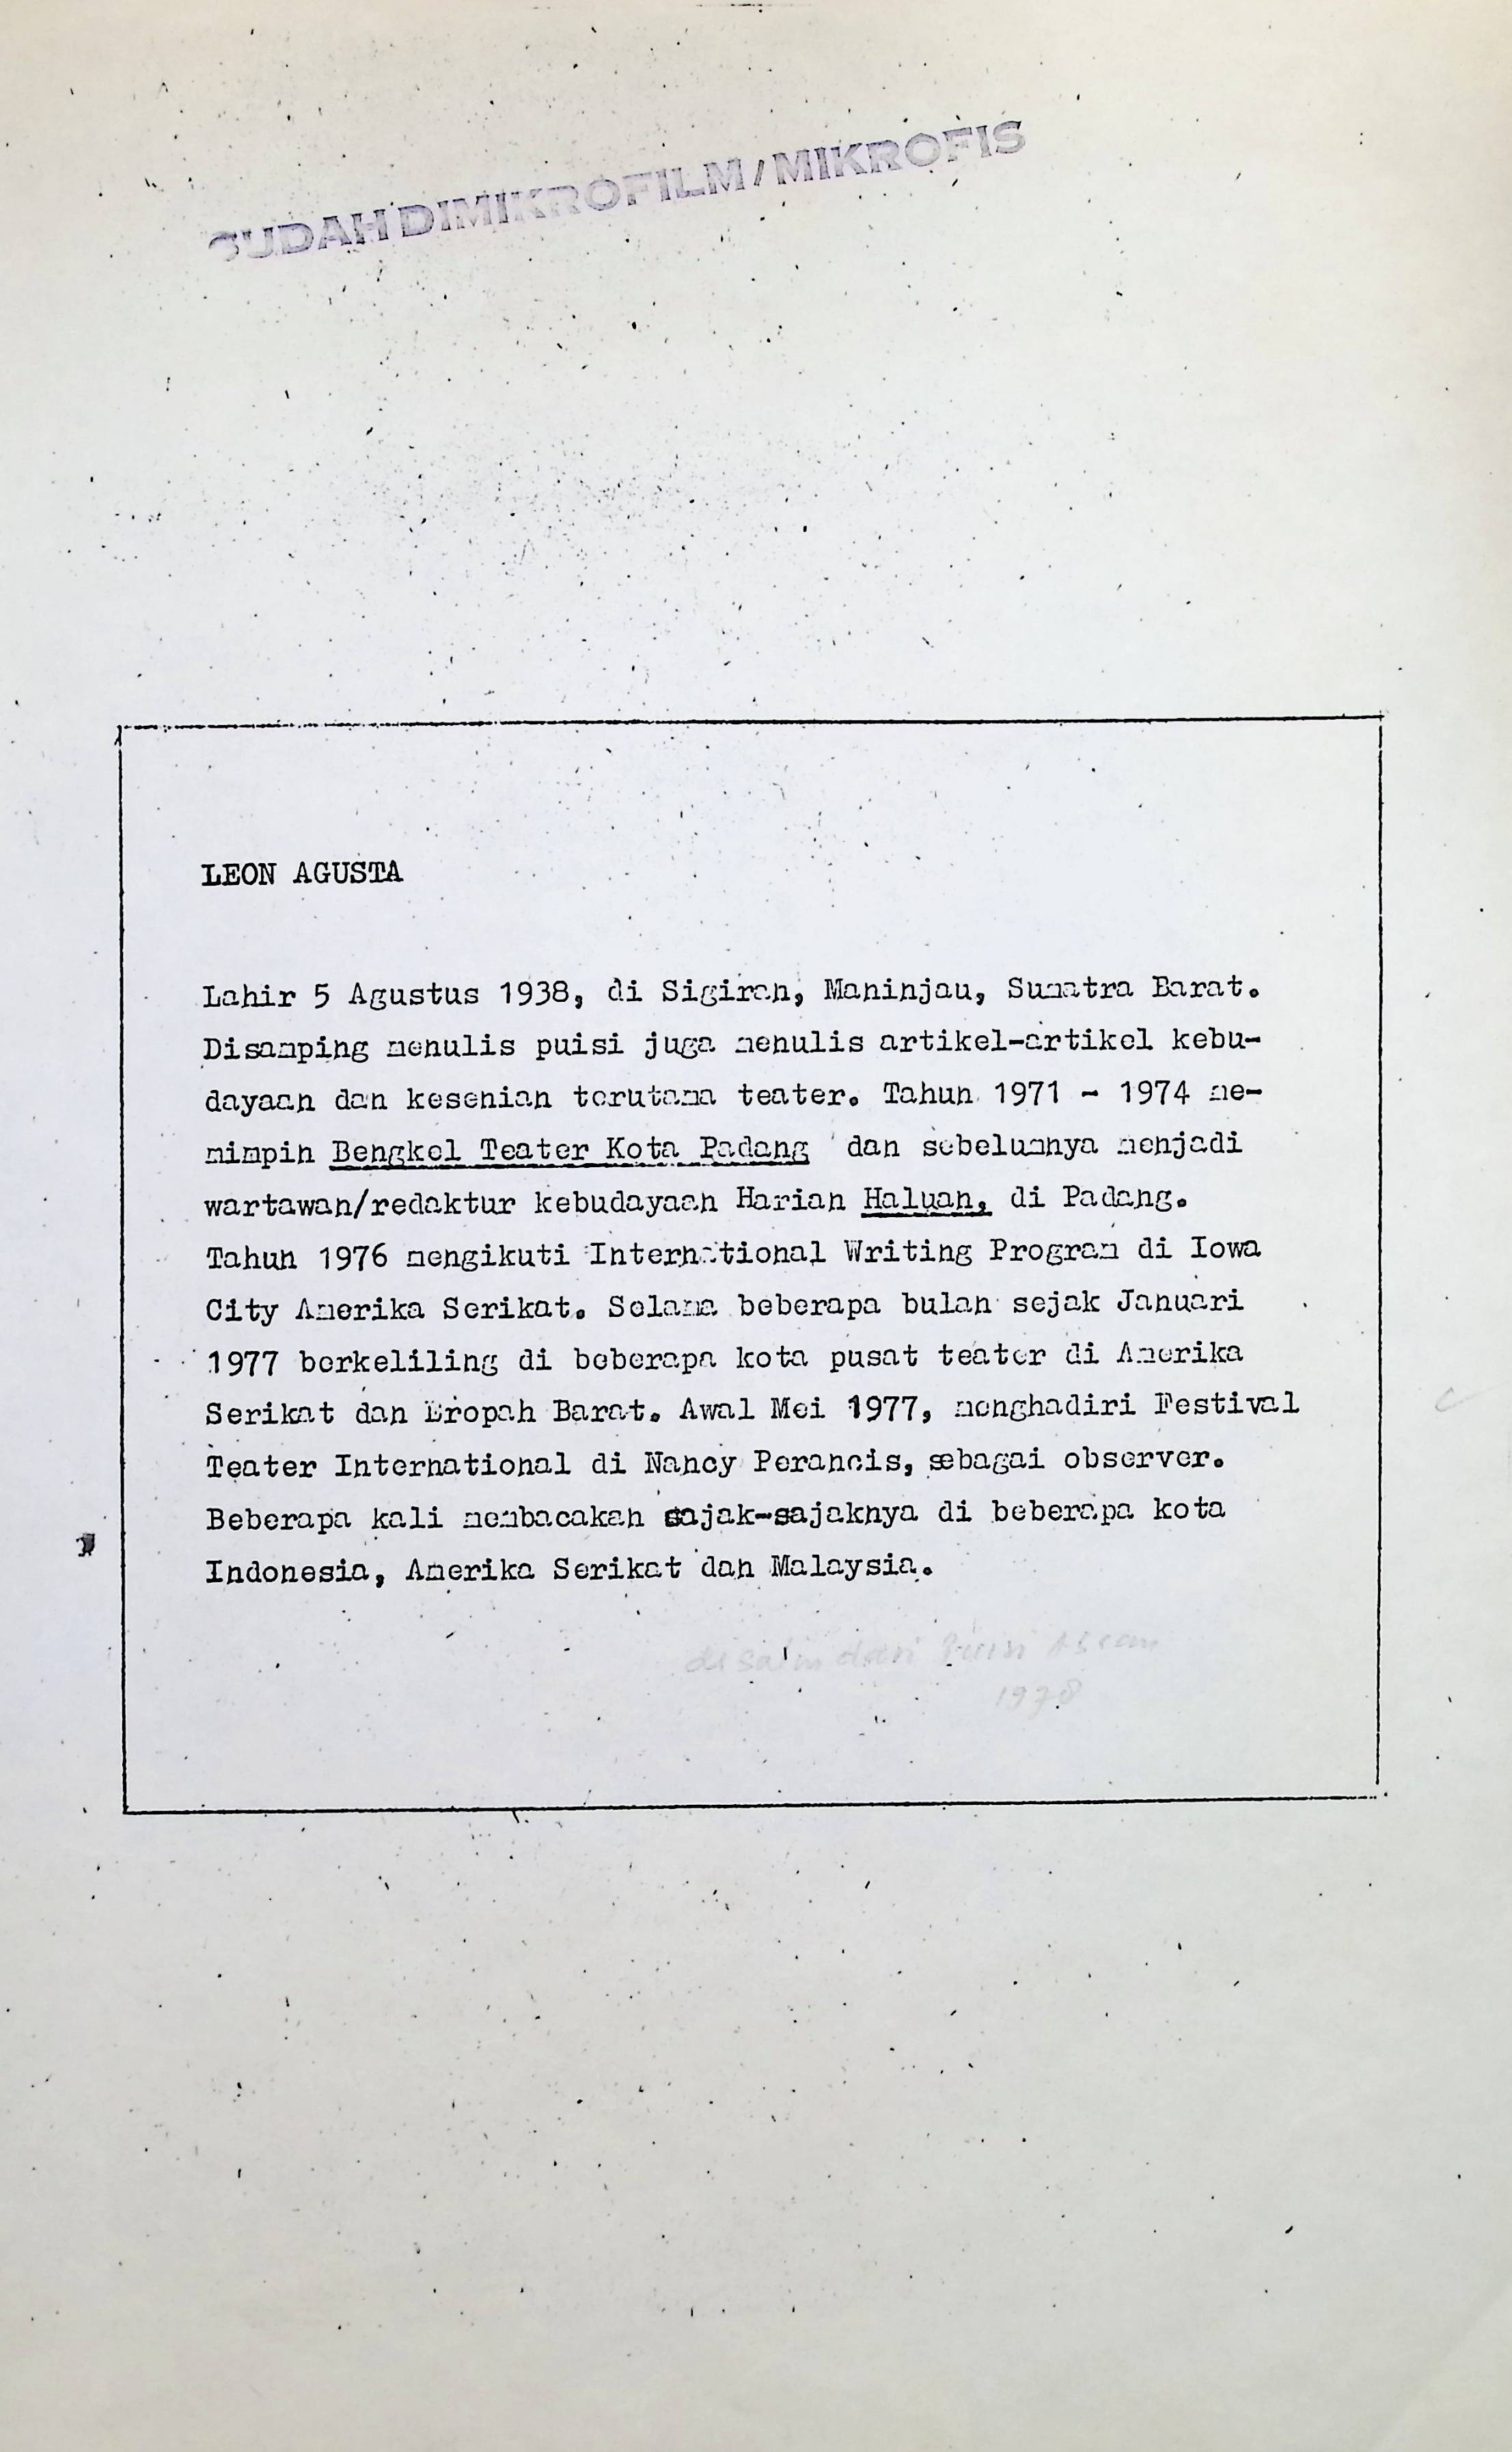 SUDAH DIMIKROFILM/MIKROFIS
LEON AGUSTA
Lahir 5 Agustus 1938, di Sigiran, Maninjau, Sumatra Barat.
Disamping menulis puisi juga menulis artikel-artikel kebu-
dayaan dan kesenian terutama teater. Tahun 1971 - 1974 me-
mimpin Bengkel Teater Kota Padang dan sebelumnya menjadi
wartawan/redaktur kebudayaan Harian Haluan, di Padang.
Tahun 1976 mengikuti International Writing Program di Iowa
City Amerika Serikat. Selama beberapa bulan sejak Januari
1977 berkeliling di beberapa kota pusat teater di Amerika
Serikat dan Eropah Barat. Awal Mei 1977, menghadiri Festival
Teater International di Nancy Perancis, sebagai observer.
Beberapa kali membacakan sajak-sajaknya di beberapa kota
Indonesia, Amerika Serikat dan Malaysia.
disalin dari Puisi Asean
1978